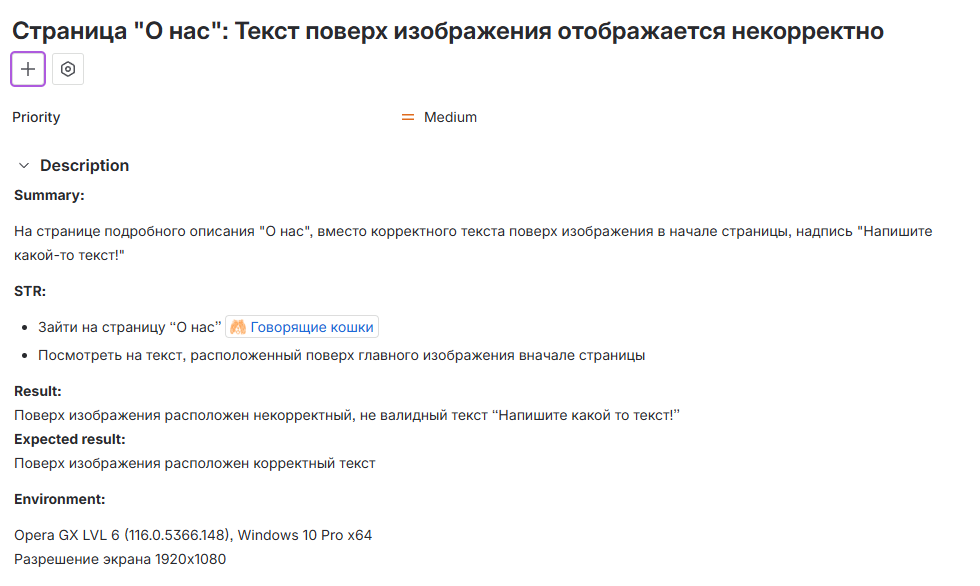 Страница "О нас": Текст поверх изображения отображается некорректно
Priority
Medium
Description
Summary:
На странице подробного описания "О нас", вместо корректного текста поверх изображения в начале страницы, надпись "Напишите
какой-то текст!"
STR:
Зайти на страницу “О нас” Говорящие кошки
Посмотреть на текст, расположенный поверх главного изображения вначале страницы
Result:
Поверх изображения расположен некорректный, не валидный текст “Напишите какой то текст!”
Expected result:
Поверх изображения расположен корректный текст
Environment:
Opera GX LVL 6 (116.0.5366.148), Windows 10 Pro x64
Разрешение экрана 1920x1080